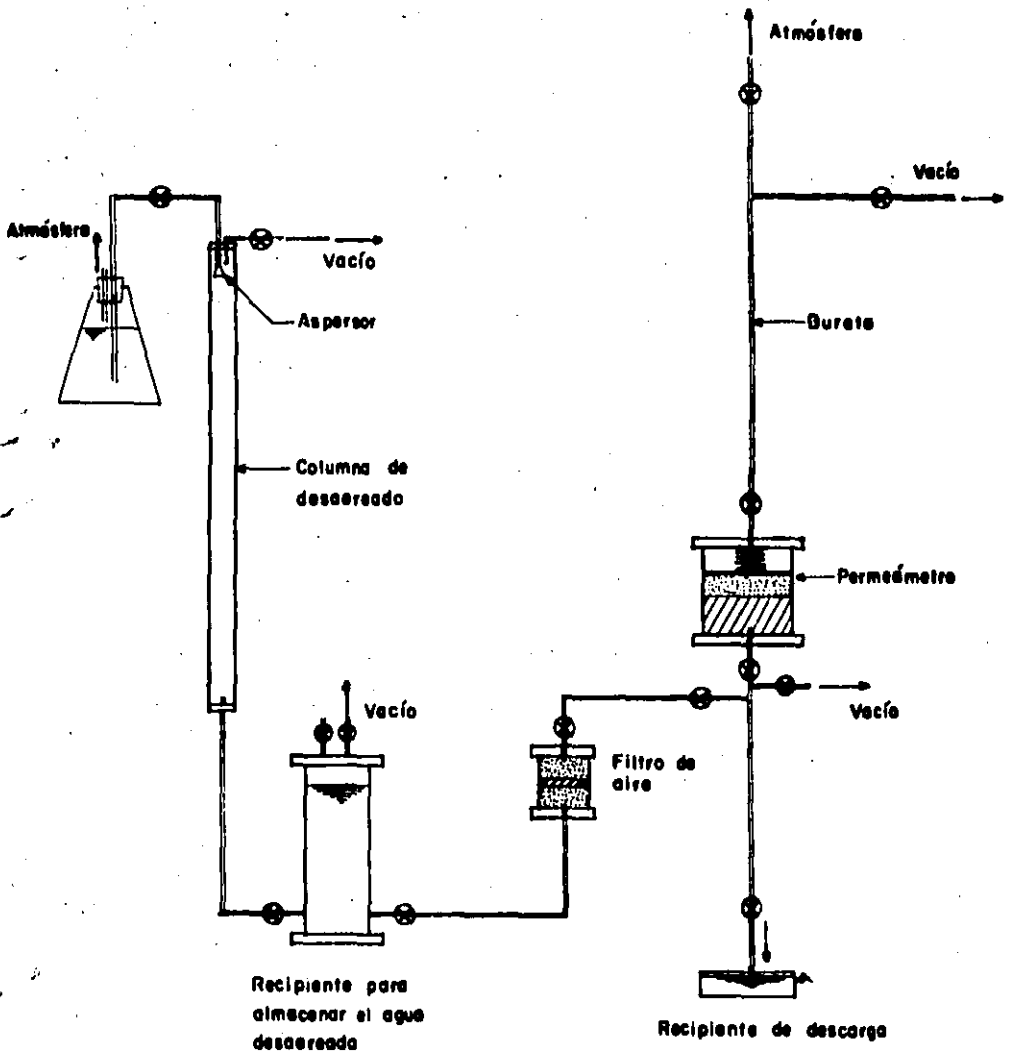 Atmósfera
Vacío
Atmósfera
Vacío
Aspersor
Bureta
Columna de
desaereado
Permeámetro
Vacío
Vacío
Filtro de
aire
Recipiente para
almacenar el agua
desaereada
Recipiente de descarga